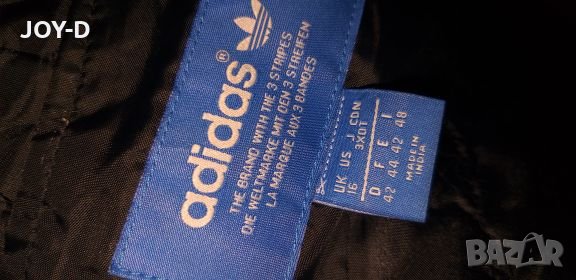 JOY-D
adidas®
THE BRAND WITH THE 3 STRIPES
DIE WELTMARKE MIT DEN 3 STREIFEN
LA MARQUE AUX 3 BANDES
UK US J CDN
16 3XOT
D F E I
42 44 42 48
MADE IN
INDIA
BAZAR